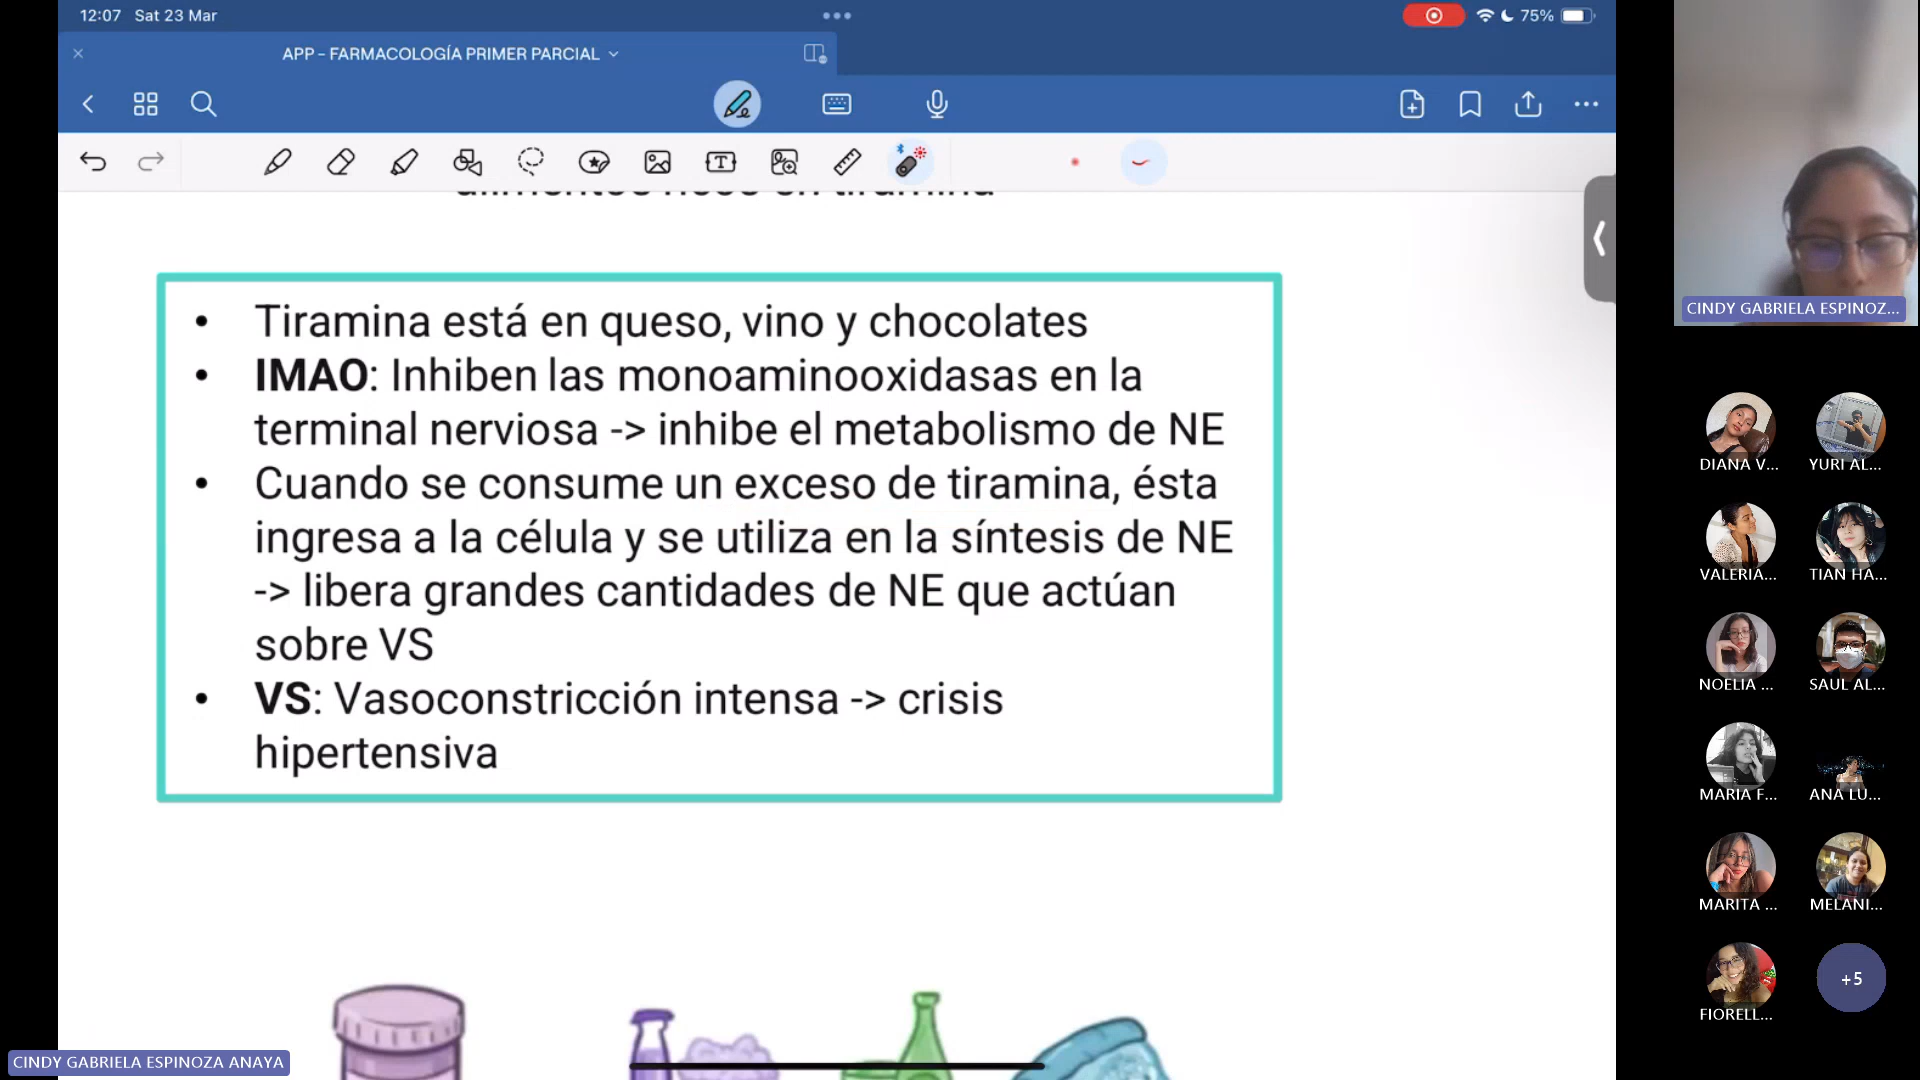 12:07 Sat 23 Mar
75%
APP - FARMACOLOGÍA PRIMER PARCIAL
alimentos ricos en tiramina
• Tiramina está en queso, vino y chocolates
• IMAO: Inhiben las monoaminooxidasas en la
terminal nerviosa -> inhibe el metabolismo de NE
• Cuando se consume un exceso de tiramina, ésta
ingresa a la célula y se utiliza en la síntesis de NE
-> libera grandes cantidades de NE que actúan
sobre VS
• VS: Vasoconstricción intensa -> crisis
hipertensiva
CINDY GABRIELA ESPINOZA ANAYA
CINDY GABRIELA ESPINOZ...
DIANA V...
YURI AL...
VALERIA...
TIAN HA...
NOELIA ...
SAUL AL...
MARIA F...
ANA LU...
MARITA ...
MELANI...
FIORELL...
+5